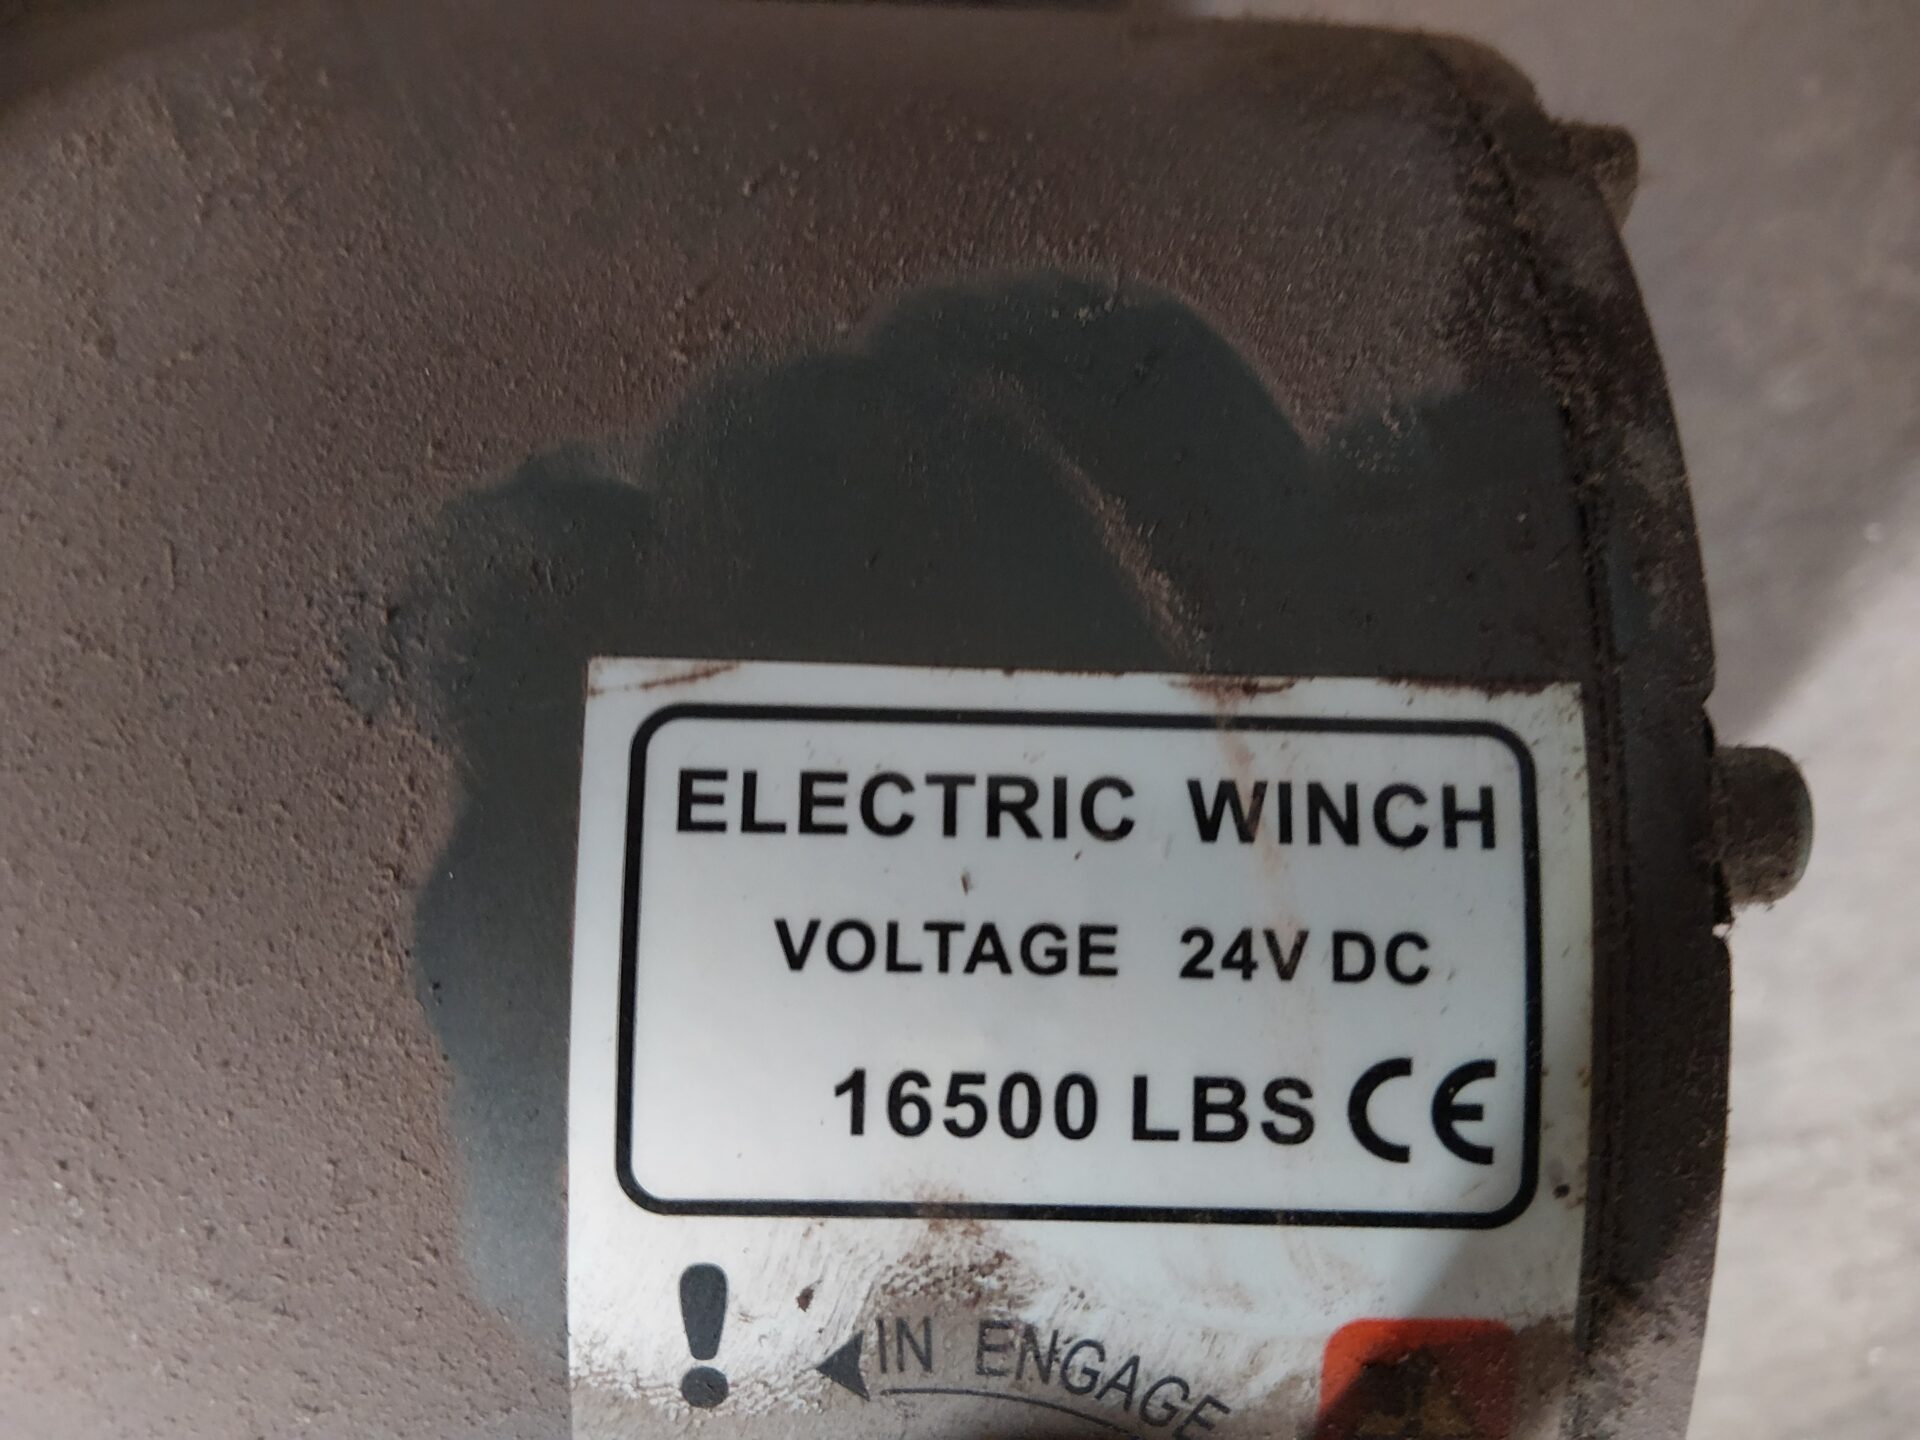 ELECTRIC WINCH
VOLTAGE 24V DC
16500 LBS CE
! IN ENGAGE